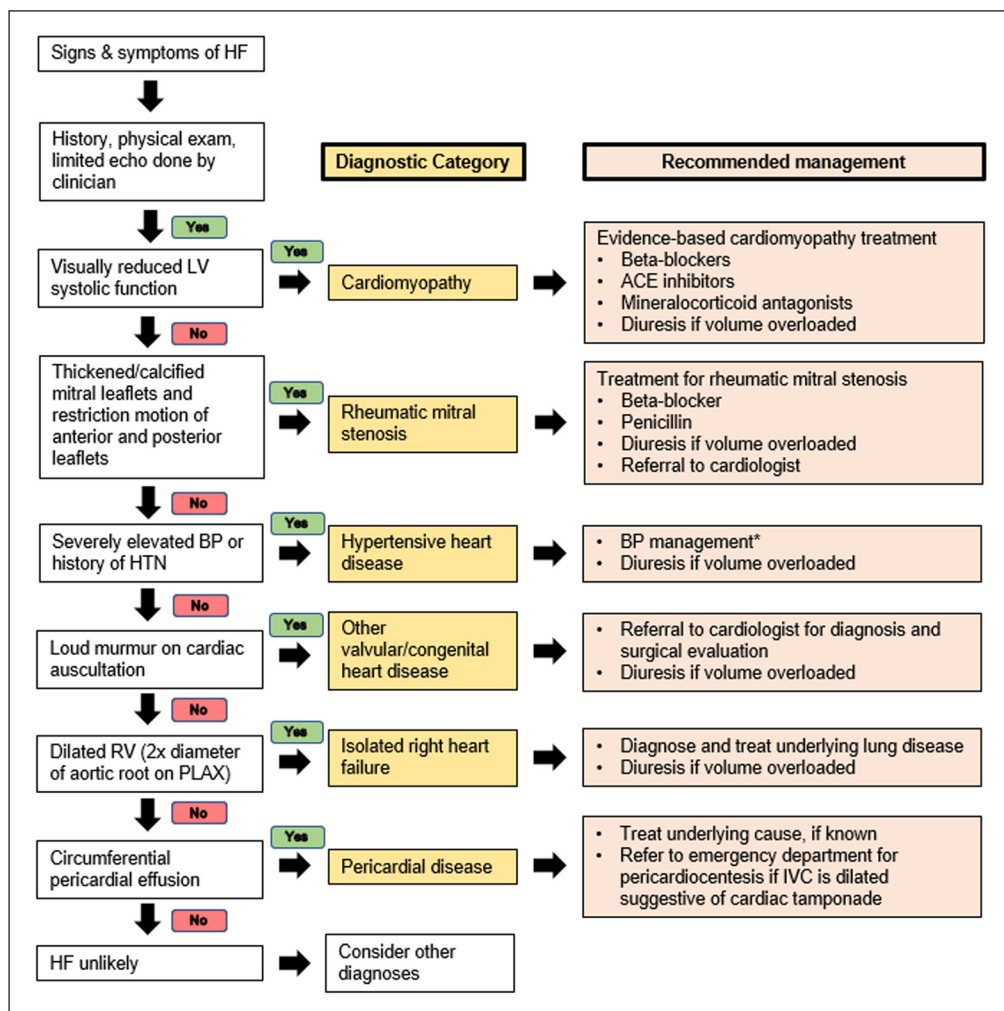 Signs & symptoms of HF
History, physical exam,
limited echo done by
clinician
Diagnostic Category
Recommended management
Yes
Visually reduced LV
systolic function
Yes
Cardiomyopathy
Evidence-based cardiomyopathy treatment
• Beta-blockers
• ACE inhibitors
• Mineralocorticoid antagonists
• Diuresis if volume overloaded
No
Thickened/calcified
mitral leaflets and
restriction motion of
anterior and posterior
leaflets
Yes
Rheumatic mitral
stenosis
Treatment for rheumatic mitral stenosis
• Beta-blocker
• Penicillin
• Diuresis if volume overloaded
• Referral to cardiologist
No
Severely elevated BP or
history of HTN
Yes
Hypertensive heart
disease
• BP management*
• Diuresis if volume overloaded
No
Loud murmur on cardiac
auscultation
Yes
Other
valvular/congenital
heart disease
• Referral to cardiologist for diagnosis and
surgical evaluation
• Diuresis if volume overloaded
No
Dilated RV (2x diameter
of aortic root on PLAX)
Yes
Isolated right heart
failure
• Diagnose and treat underlying lung disease
• Diuresis if volume overloaded
No
Circumferential
pericardial effusion
Yes
Pericardial disease
• Treat underlying cause, if known
• Refer to emergency department for
pericardiocentesis if IVC is dilated
suggestive of cardiac tamponade
No
HF unlikely
Consider other
diagnoses